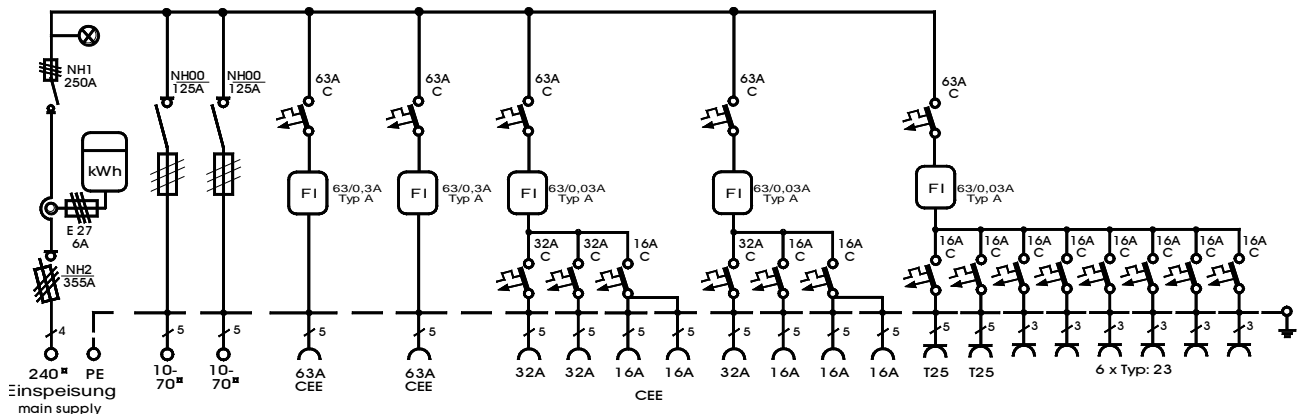 NH1
250A
NH00
125A
NH00
125A
63A
C
63A
C
63A
C
63A
C
63A
C
kWh
FI
63/0,3A
Typ A
FI
63/0,3A
Typ A
FI
63/0,03A
Typ A
FI
63/0,03A
Typ A
FI
63/0,03A
Typ A
E 27
6A
NH2
355A
32A
C
32A
C
16A
C
32A
C
16A
C
16A
C
16A
C
16A
C
16A
C
16A
C
16A
C
16A
C
16A
C
16A
C
4
5
5
5
5
5
5
5
5
5
5
5
5
5
5
3
3
3
3
3
3
240¤
PE
10-
70¤
10-
70¤
63A
CEE
63A
CEE
32A
32A
16A
16A
32A
16A
16A
16A
T25
T25
6 x Typ: 23
CEE
Einspeisung
main supply